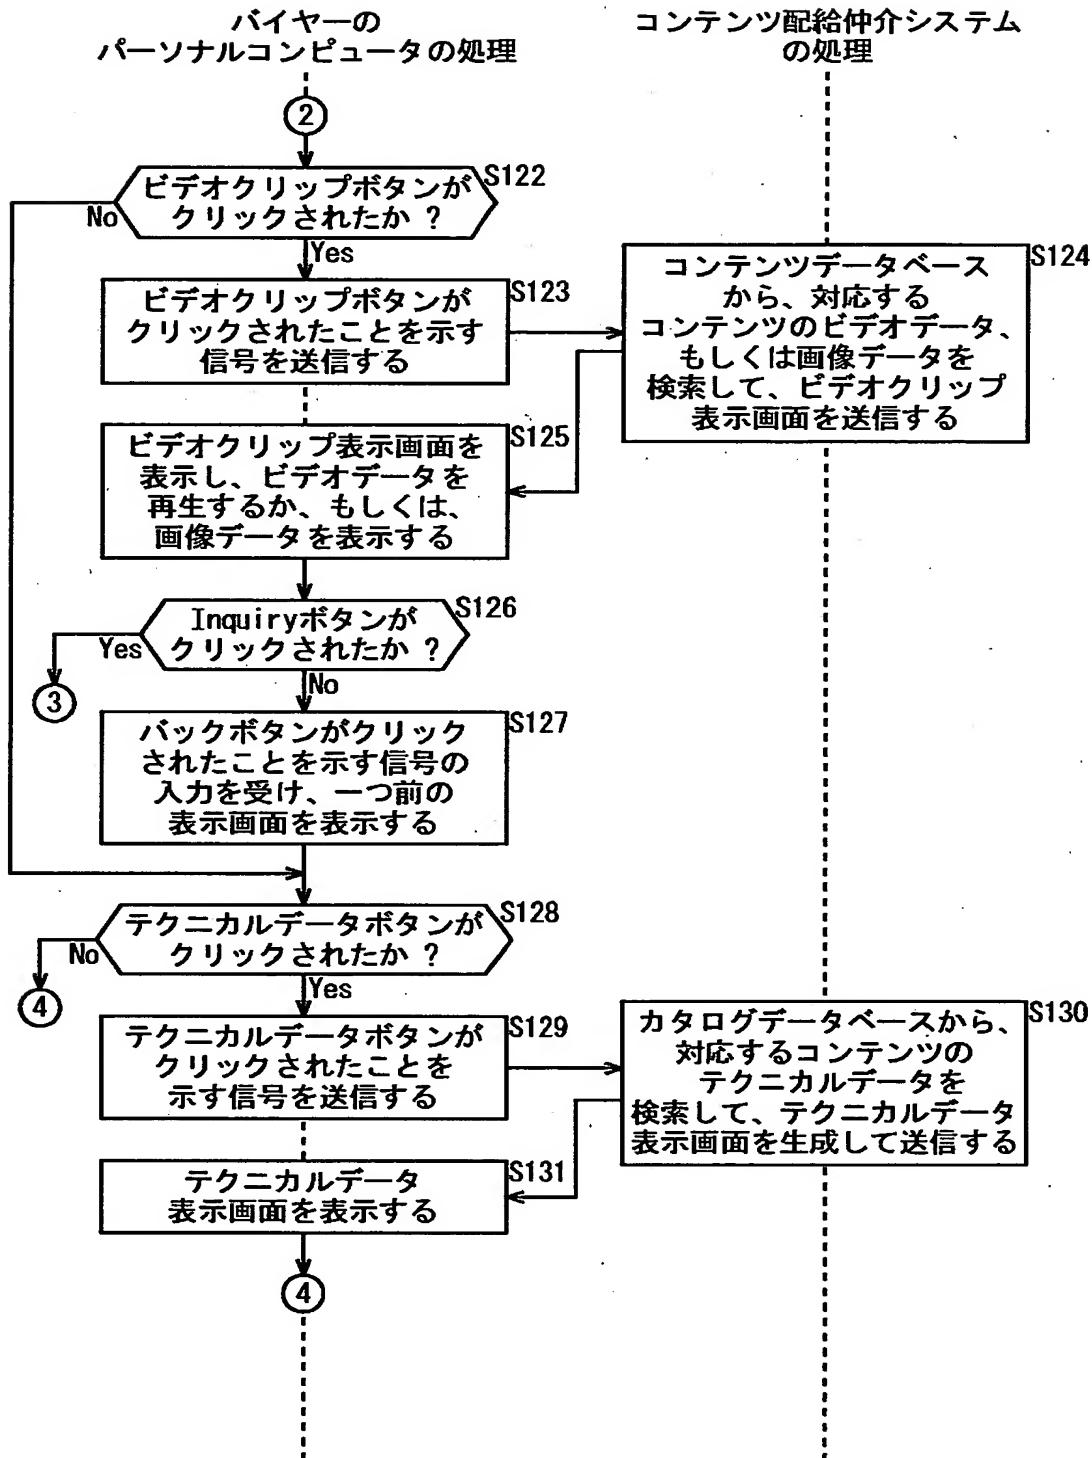 バイヤーの
パーソナルコンピュータの処理
コンテンツ配給仲介システム
の処理
②
ビデオクリップボタンが
クリックされたか ?
S122
No
Yes
ビデオクリップボタンが
クリックされたことを示す
信号を送信する
S123
コンテンツデータベース
から、対応する
コンテンツのビデオデータ、
もしくは画像データを
検索して、ビデオクリップ
表示画面を送信する
S124
ビデオクリップ表示画面を
表示し、ビデオデータを
再生するか、もしくは、
画像データを表示する
S125
Inquiryボタンが
クリックされたか ?
S126
Yes
③
No
バックボタンがクリック
されたことを示す信号の
入力を受け、一つ前の
表示画面を表示する
S127
テクニカルデータボタンが
クリックされたか ?
S128
No
④
Yes
テクニカルデータボタンが
クリックされたことを
示す信号を送信する
S129
カタログデータベースから、
対応するコンテンツの
テクニカルデータを
検索して、テクニカルデータ
表示画面を生成して送信する
S130
テクニカルデータ
表示画面を表示する
S131
④